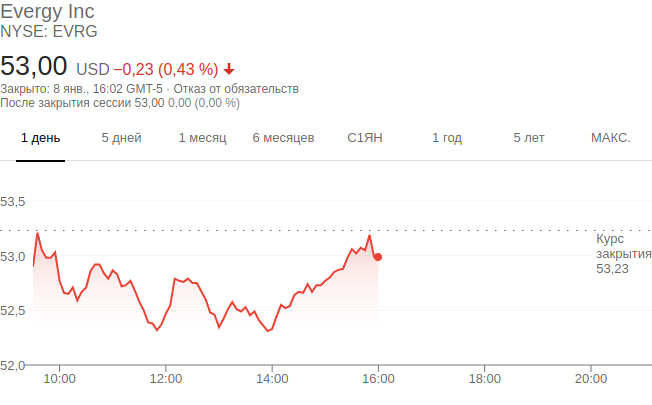 Evergy Inc
NYSE: EVRG
53,00 USD −0,23 (0,43 %)
Закрыто: 8 янв., 16:02 GMT-5 · Отказ от обязательств
После закрытия сессии 53,00 0,00 (0,00 %)
1 день 5 дней 1 месяц 6 месяцев С1ЯН 1 год 5 лет МАКС.
53,5
Курс
закрытия
53,23
53,0
52,5
52,0
10:00 12:00 14:00 16:00 18:00 20:00